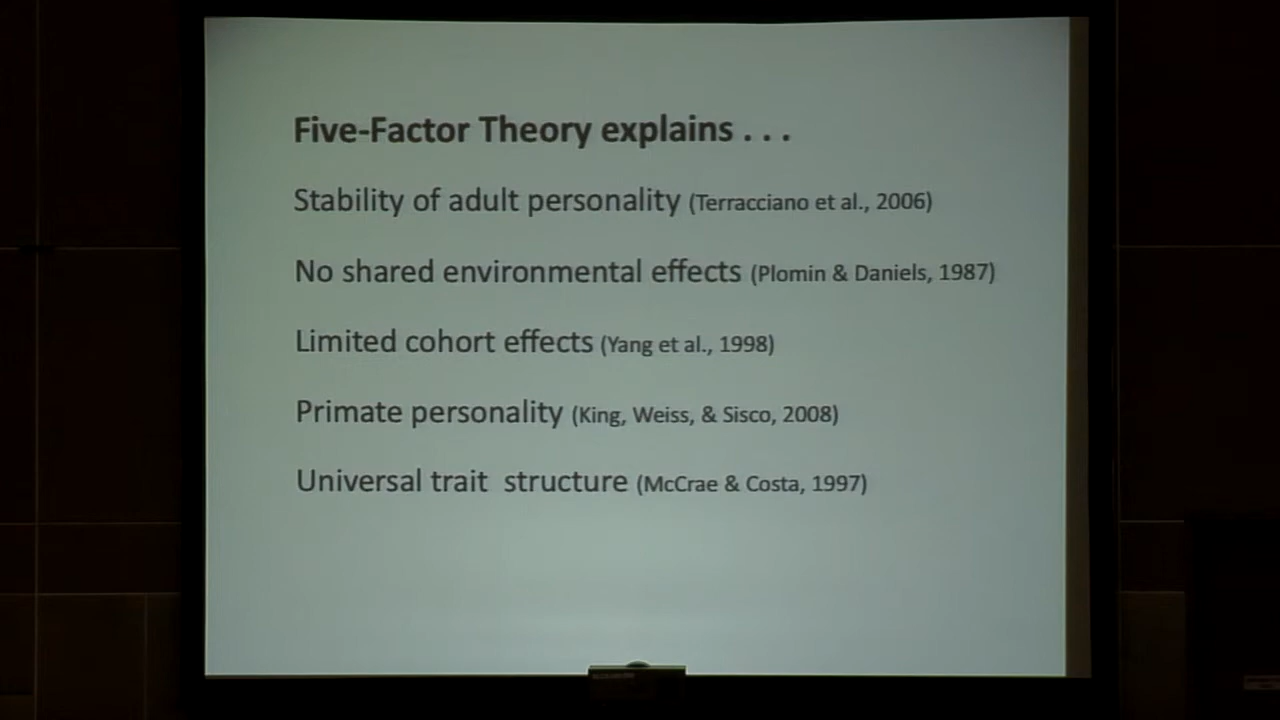 Five-Factor Theory explains . . .
Stability of adult personality (Terracciano et al., 2006)
No shared environmental effects (Plomin & Daniels, 1987)
Limited cohort effects (Yang et al., 1998)
Primate personality (King, Weiss, & Sisco, 2008)
Universal trait structure (McCrae & Costa, 1997)